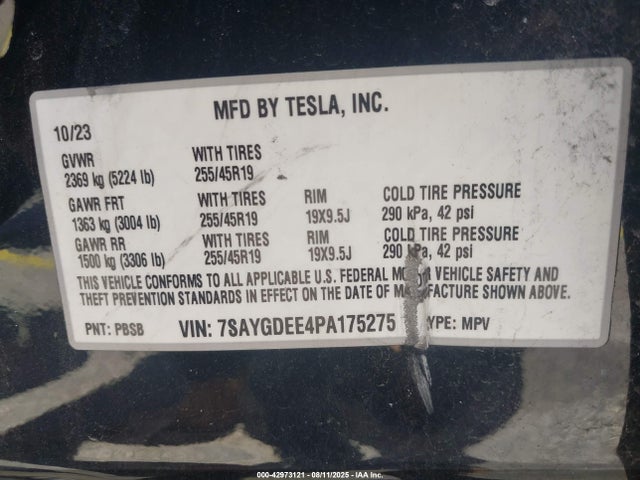 MFD BY TESLA, INC.
10/23
GVWR WITH TIRES
2369 kg (5224 lb) 255/45R19
GAWR FRT WITH TIRES RIM COLD TIRE PRESSURE
1363 kg (3004 lb) 255/45R19 19X9.5J 290 kPa, 42 psi
GAWR RR WITH TIRES RIM COLD TIRE PRESSURE
1500 kg (3306 lb) 255/45R19 19X9.5J 290 kPa, 42 psi
THIS VEHICLE CONFORMS TO ALL APPLICABLE U.S. FEDERAL MOTOR VEHICLE SAFETY AND
THEFT PREVENTION STANDARDS IN EFFECT ON THE DATE OF MANUFACTURE SHOWN ABOVE.
PNT: PBSB VIN: 7SAYGDEE4PA175275 TYPE: MPV
000-42973121 - 08/11/2025 - IAA Inc.